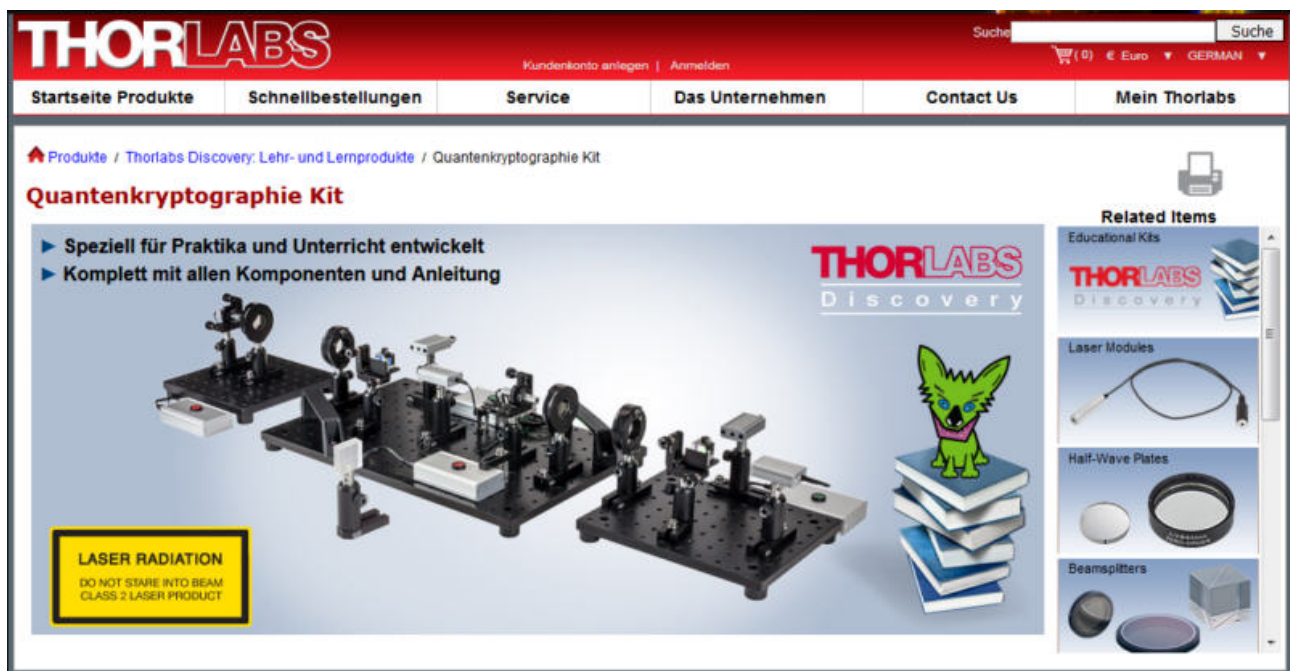 THORLABS
Suche Suche
Kundenkonto anlegen | Anmelden
(0) € Euro ▼ GERMAN ▼
Startseite Produkte Schnellbestellungen Service Das Unternehmen Contact Us Mein Thorlabs
Produkte / Thorlabs Discovery: Lehr- und Lernprodukte / Quantenkryptographie Kit
Quantenkryptographie Kit
► Speziell für Praktika und Unterricht entwickelt
► Komplett mit allen Komponenten und Anleitung
THORLABS
Discovery
LASER RADIATION
DO NOT STARE INTO BEAM
CLASS 2 LASER PRODUCT
Related Items
Educational Kits
THORLABS
Discovery
Laser Modules
Half-Wave Plates
Beamsplitters